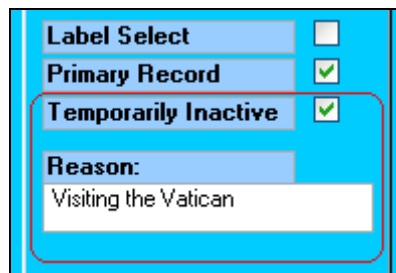 Label Select
Primary Record
Temporarily Inactive
Reason:
Visiting the Vatican